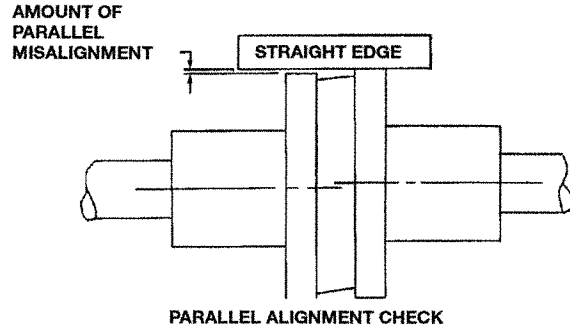 AMOUNT OF
PARALLEL
MISALIGNMENT
STRAIGHT EDGE
PARALLEL ALIGNMENT CHECK